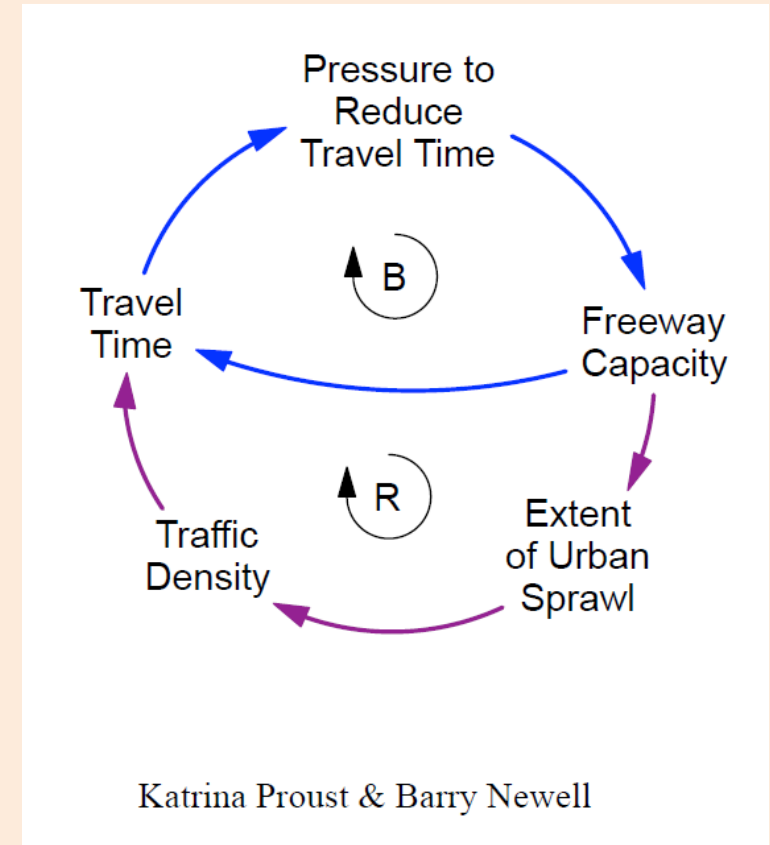 Pressure to
Reduce
Travel Time
B
Travel
Time
Freeway
Capacity
R
Traffic
Density
Extent
of Urban
Sprawl
Katrina Proust & Barry Newell